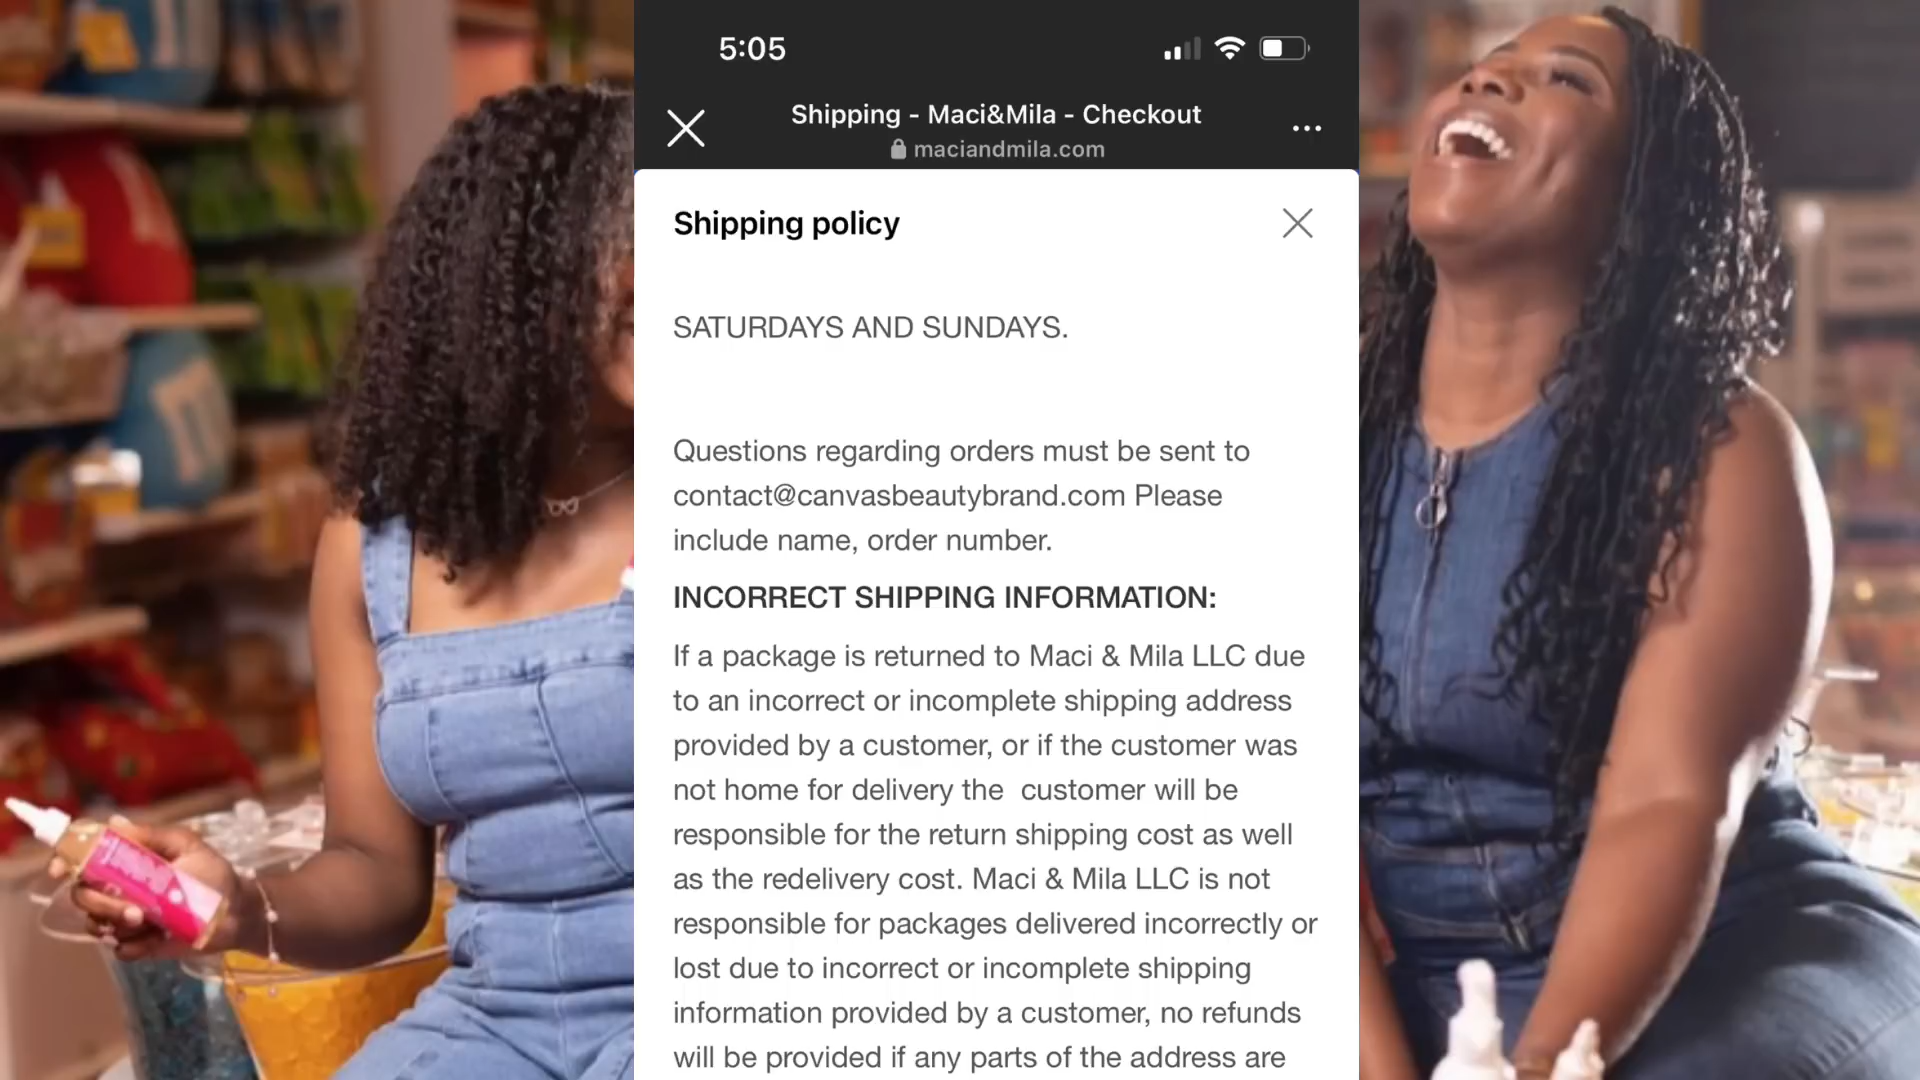 5:05
Shipping - Maci&Mila - Checkout
maciandmila.com
Shipping policy
SATURDAYS AND SUNDAYS.
Questions regarding orders must be sent to
contact@canvasbeautybrand.com Please
include name, order number.
INCORRECT SHIPPING INFORMATION:
If a package is returned to Maci & Mila LLC due
to an incorrect or incomplete shipping address
provided by a customer, or if the customer was
not home for delivery the  customer will be
responsible for the return shipping cost as well
as the redelivery cost. Maci & Mila LLC is not
responsible for packages delivered incorrectly or
lost due to incorrect or incomplete shipping
information provided by a customer, no refunds
will be provided if any parts of the address are